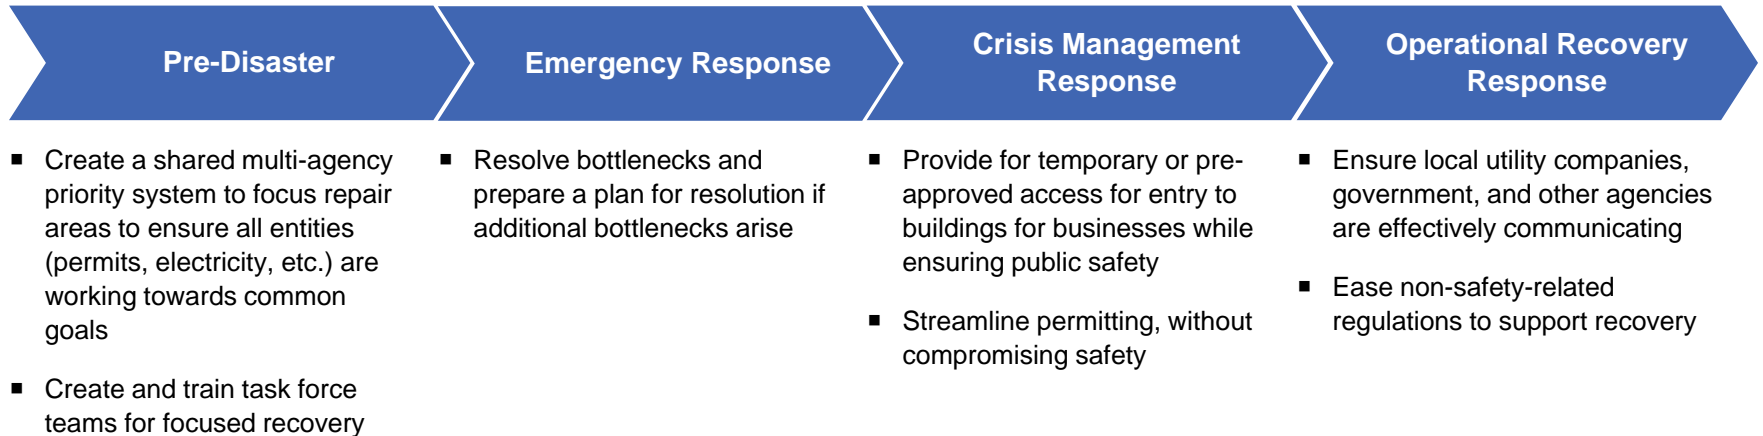 Pre-Disaster
Emergency Response
Crisis Management
Response
Operational Recovery
Response
▪ Create a shared multi-agency
priority system to focus repair
areas to ensure all entities
(permits, electricity, etc.) are
working towards common
goals
▪ Create and train task force
teams for focused recovery
▪ Resolve bottlenecks and
prepare a plan for resolution if
additional bottlenecks arise
▪ Provide for temporary or pre-
approved access for entry to
buildings for businesses while
ensuring public safety
▪ Streamline permitting, without
compromising safety
▪ Ensure local utility companies,
government, and other agencies
are effectively communicating
▪ Ease non-safety-related
regulations to support recovery